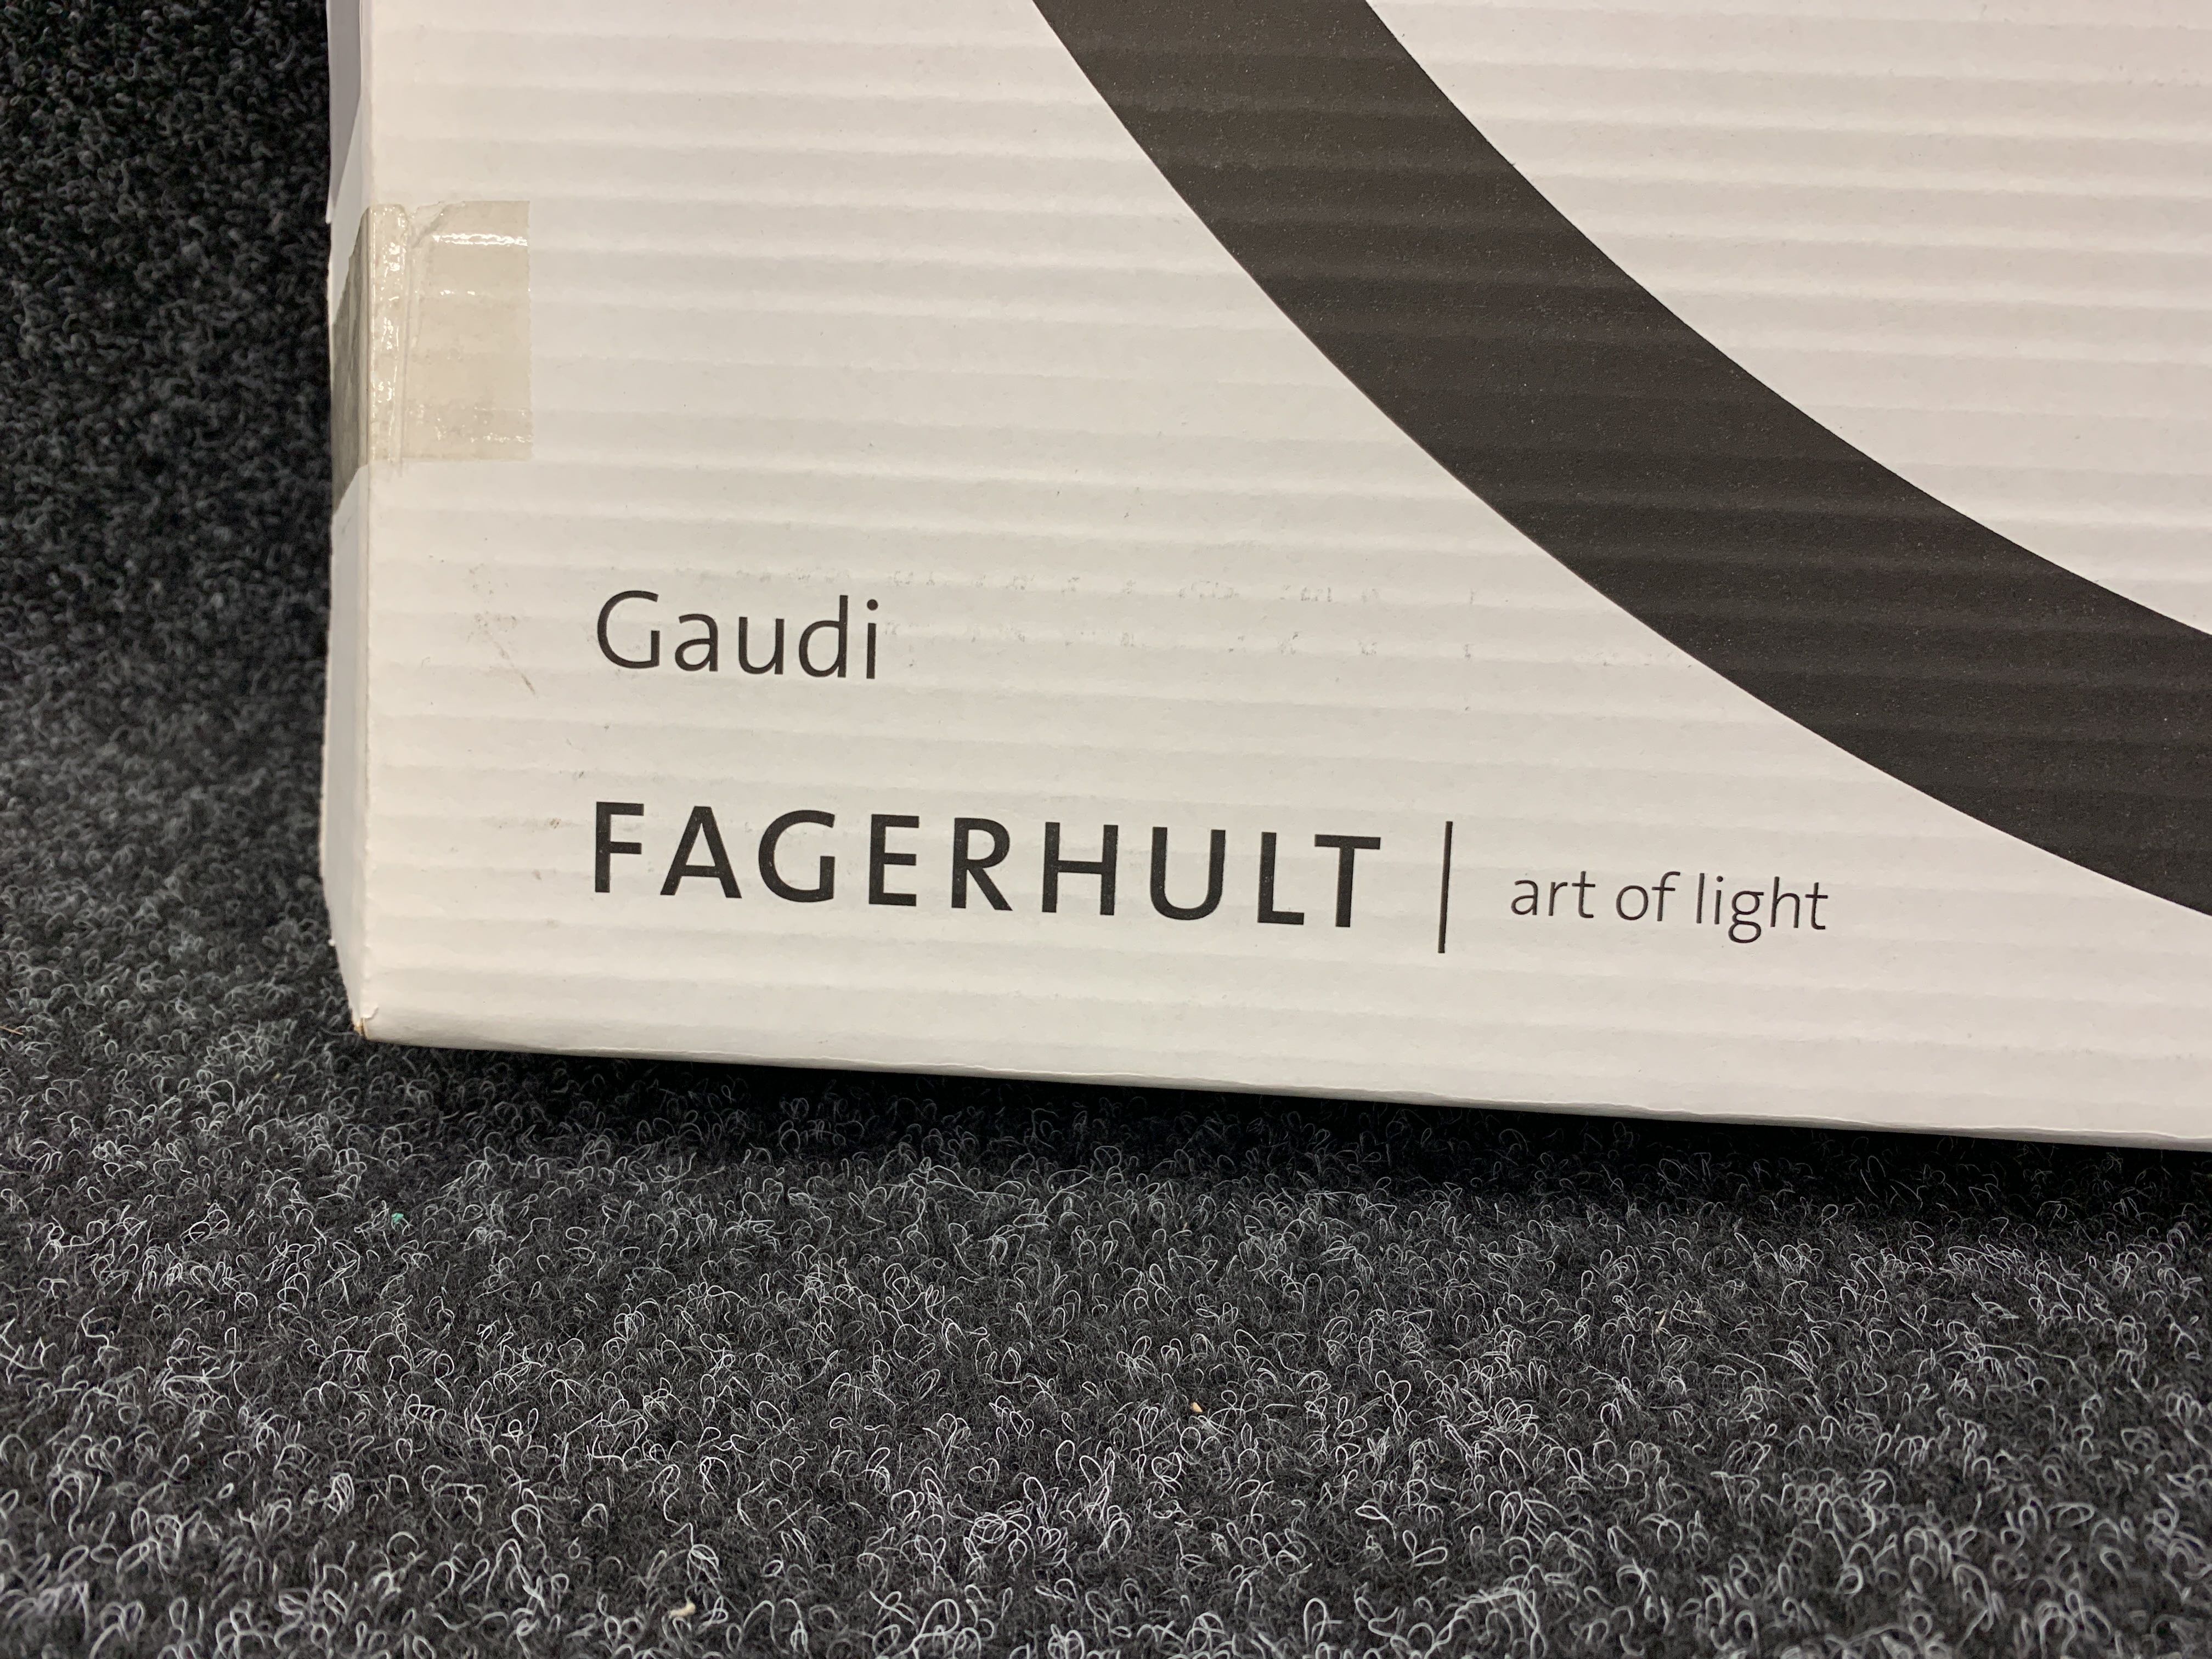 Gaudi
FAGERHULT | art of light